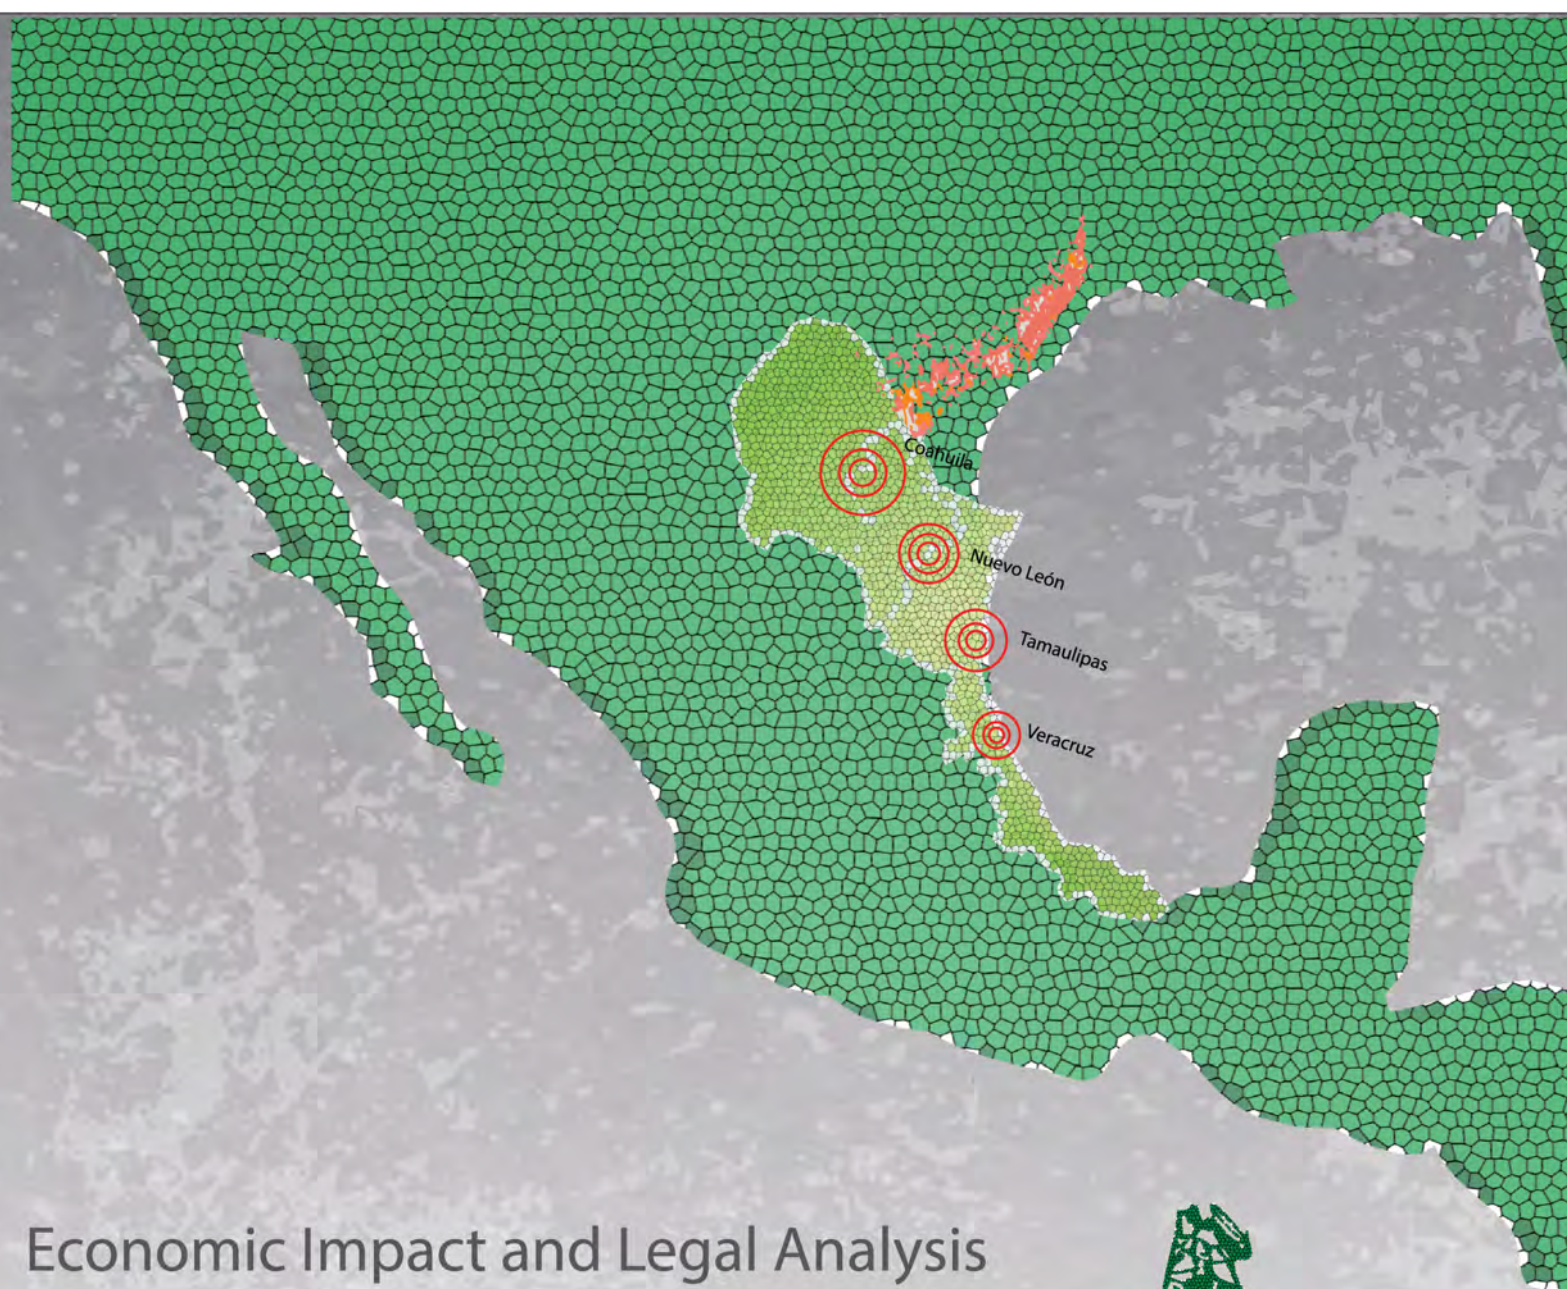 Coahuila
Nuevo León
Tamaulipas
Veracruz
Economic Impact and Legal Analysis